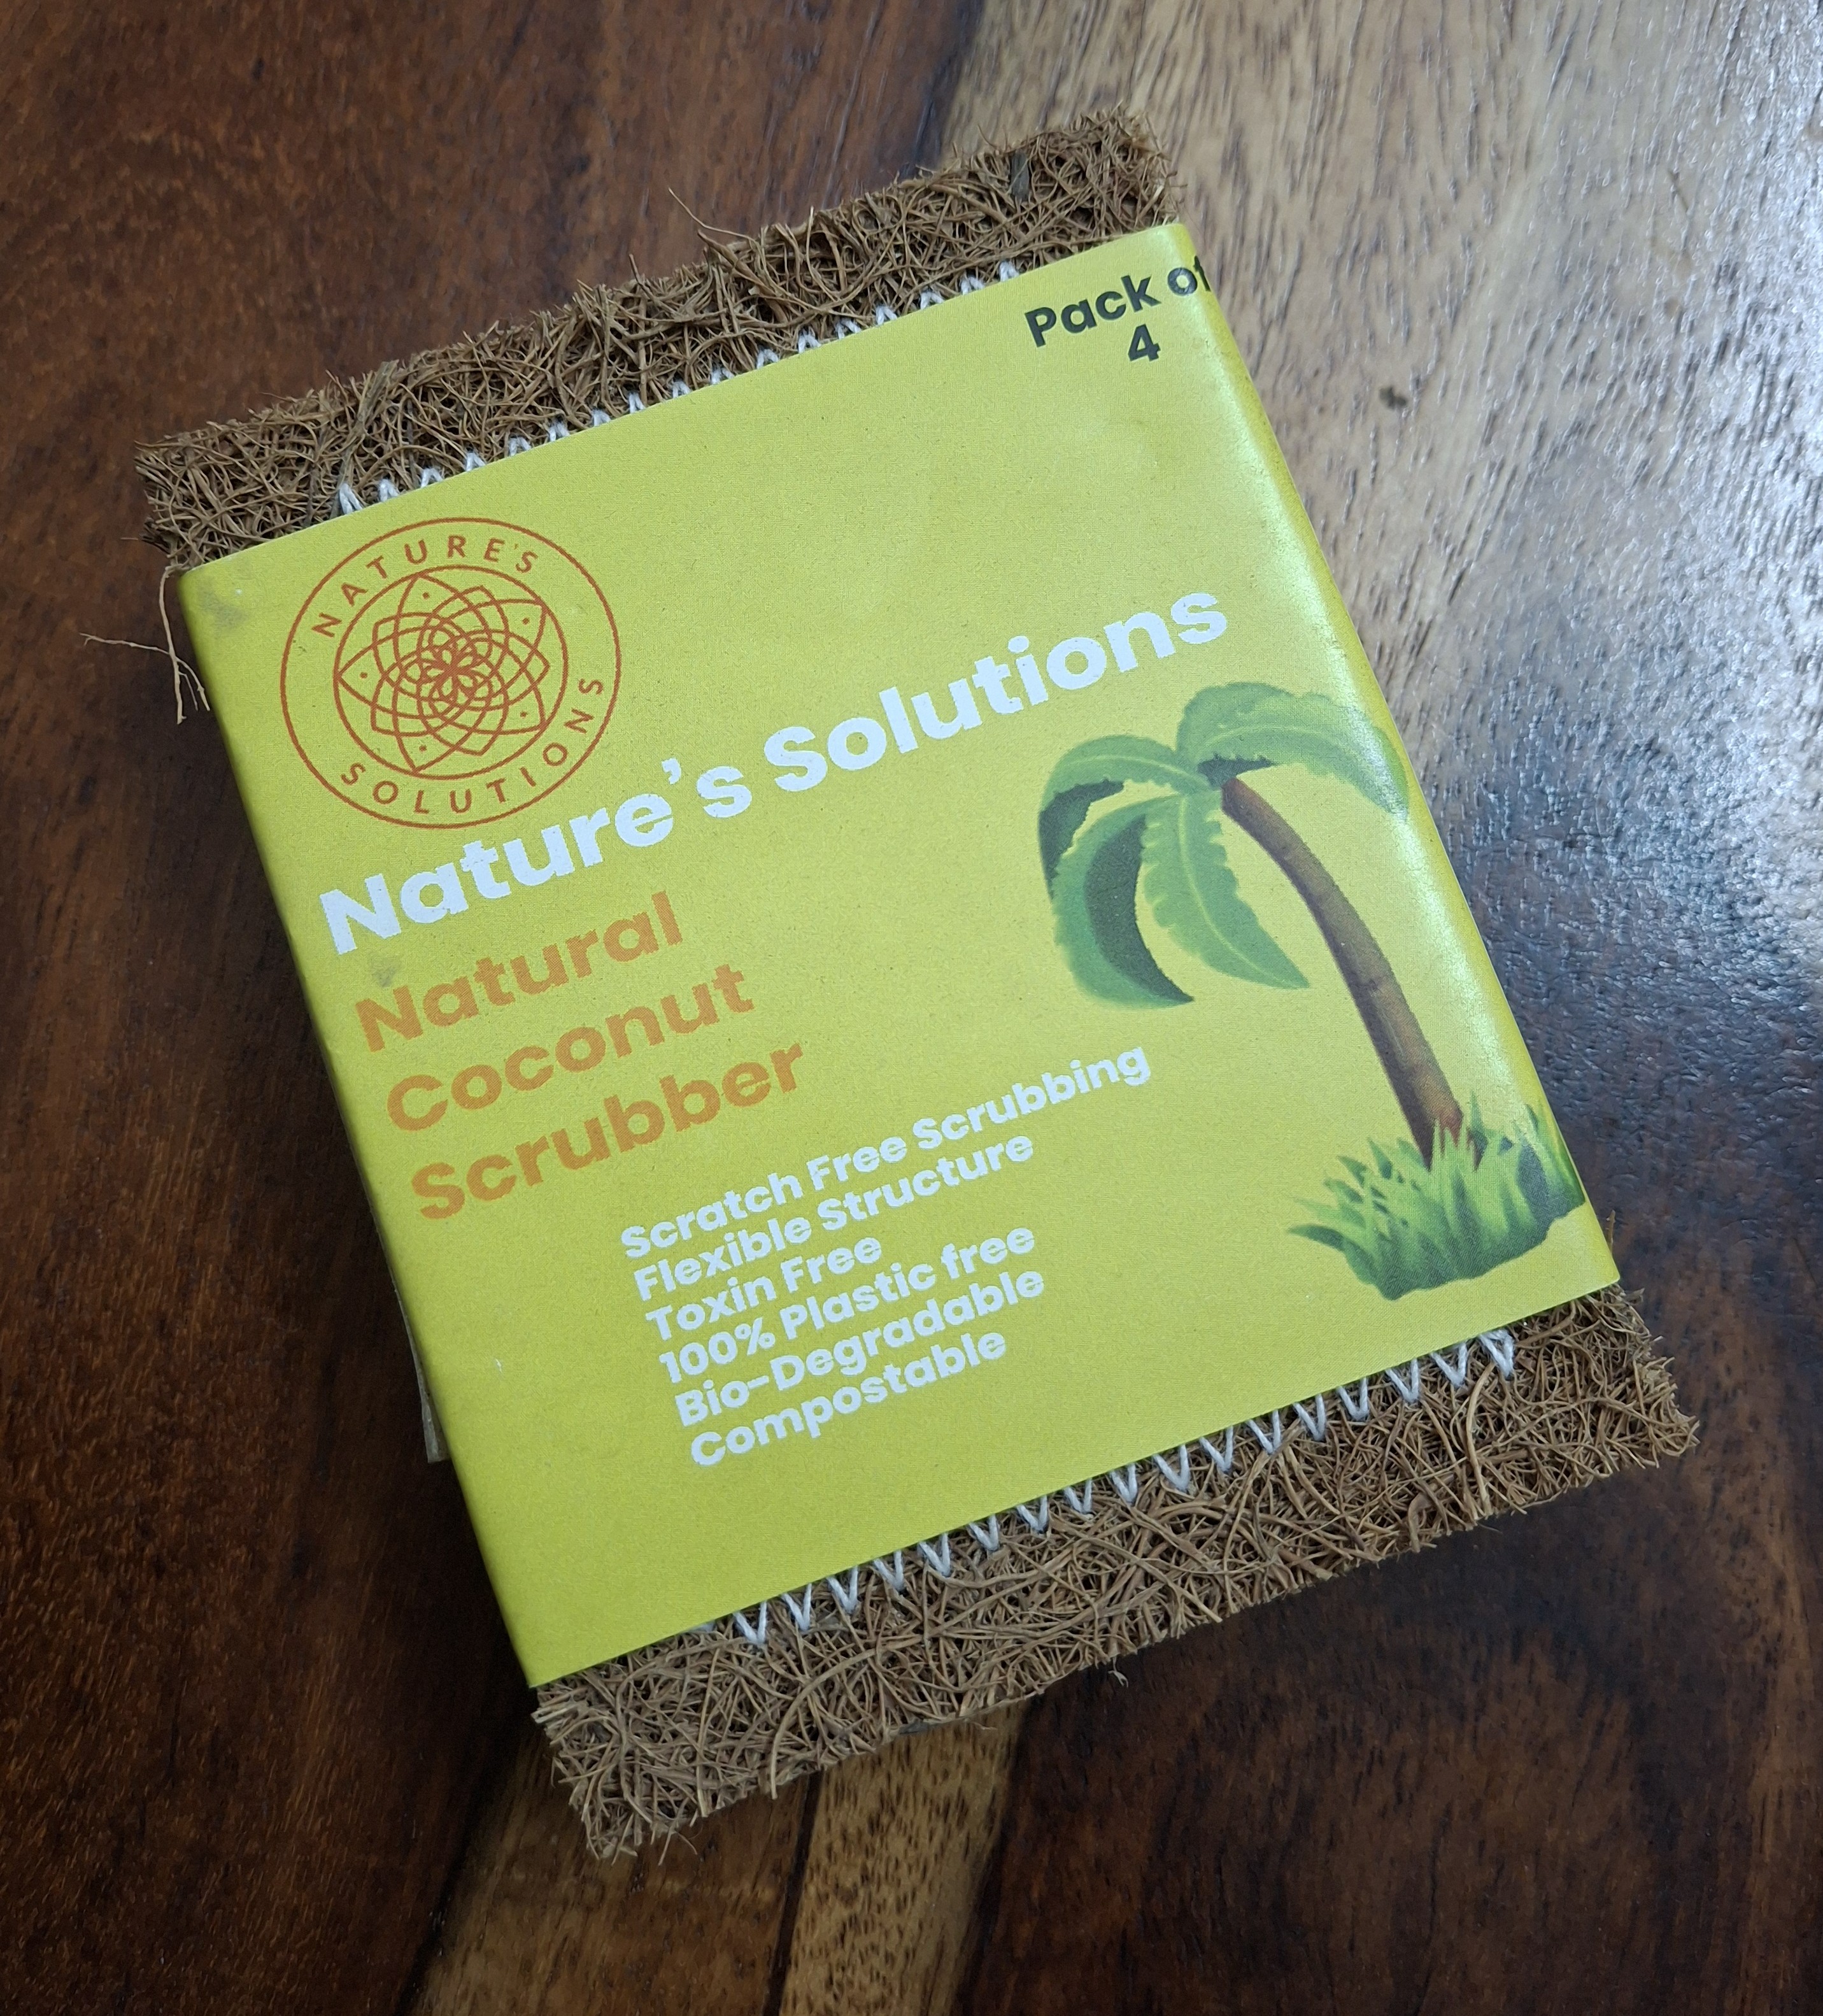 Pack of
4
NATURE'S
SOLUTIONS
Nature's Solutions
Natural
Coconut
Scrubber
Scratch Free Scrubbing
Flexible Structure
Toxin Free
100% Plastic free
Bio-Degradable
Compostable